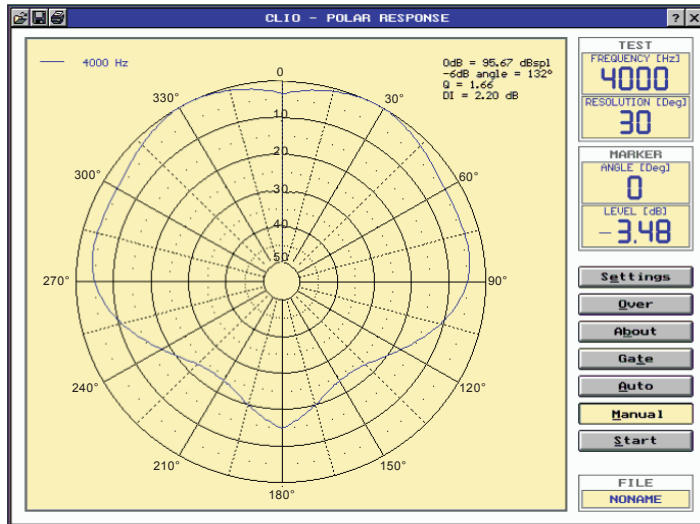 CLIO - POLAR RESPONSE
? X
4000 Hz
0dB = 95.67 dBspl
-6dB angle = 132°
Q = 1.66
DI = 2.20 dB
0
330°
30°
10
20
300°
60°
30
40
50
270°
90°
240°
120°
210°
150°
180°
TEST
FREQUENCY [Hz]
4000
RESOLUTION [Deg]
30
MARKER
ANGLE [Deg]
0
LEVEL [dB]
-3.48
Settings
Over
About
Gate
Auto
Manual
Start
FILE
NONAME